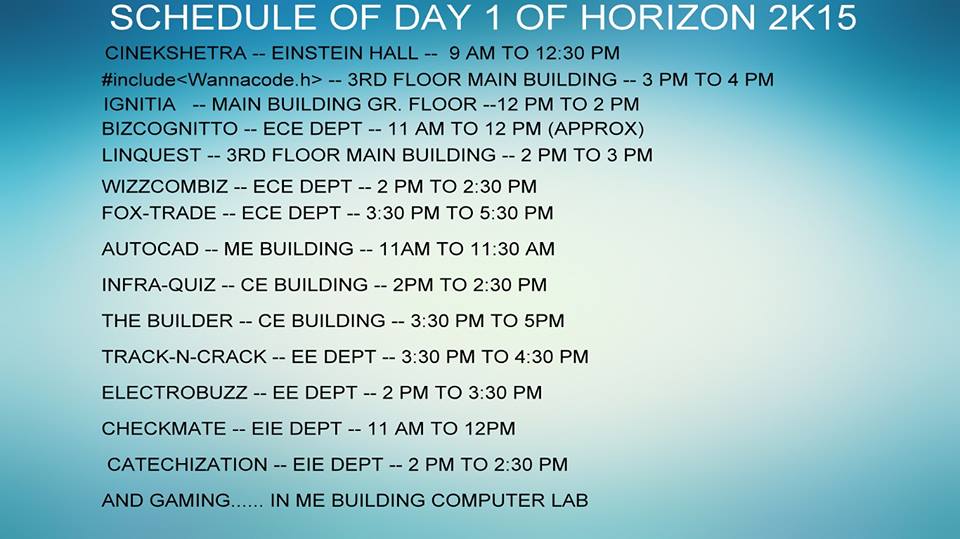 SCHEDULE OF DAY 1 OF HORIZON 2K15
CINEKSHETRA -- EINSTEIN HALL -- 9 AM TO 12:30 PM
#include<Wannacode.h> -- 3RD FLOOR MAIN BUILDING -- 3 PM TO 4 PM
IGNITIA -- MAIN BUILDING GR. FLOOR --12 PM TO 2 PM
BIZCOGNITTO -- ECE DEPT -- 11 AM TO 12 PM (APPROX)
LINQUEST -- 3RD FLOOR MAIN BUILDING -- 2 PM TO 3 PM
WIZZCOMBIZ -- ECE DEPT -- 2 PM TO 2:30 PM
FOX-TRADE -- ECE DEPT -- 3:30 PM TO 5:30 PM
AUTOCAD -- ME BUILDING -- 11AM TO 11:30 AM
INFRA-QUIZ -- CE BUILDING -- 2PM TO 2:30 PM
THE BUILDER -- CE BUILDING -- 3:30 PM TO 5PM
TRACK-N-CRACK -- EE DEPT -- 3:30 PM TO 4:30 PM
ELECTROBUZZ -- EE DEPT -- 2 PM TO 3:30 PM
CHECKMATE -- EIE DEPT -- 11 AM TO 12PM
CATECHIZATION -- EIE DEPT -- 2 PM TO 2:30 PM
AND GAMING...... IN ME BUILDING COMPUTER LAB